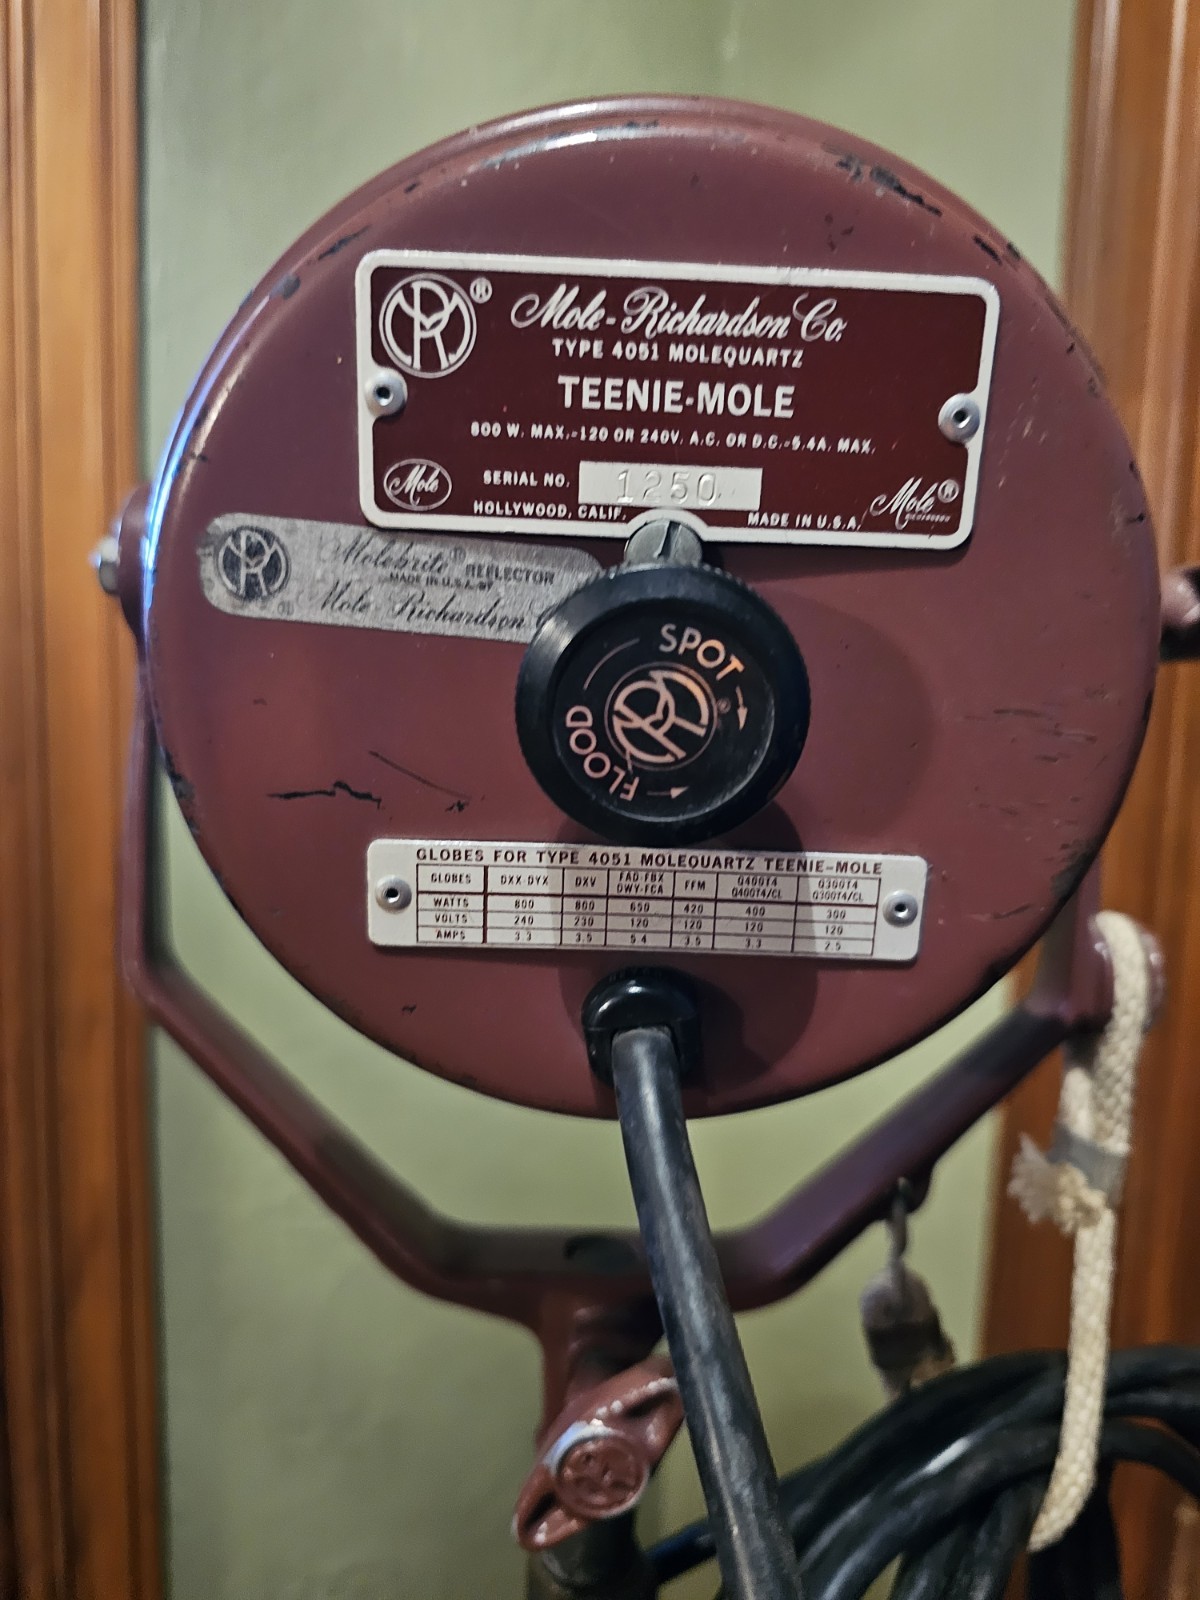 MR® Mole-Richardson Co.
TYPE 4051 MOLEQUARTZ
TEENIE-MOLE
800 W. MAX.-120 OR 240V. A.C. OR D.C.-5.4A. MAX.
Mole SERIAL NO. 1250 Mole®
HOLLYWOOD, CALIF. MADE IN U.S.A.
MR Molebrite® REFLECTOR
MADE IN U.S.A. BY
Mole-Richardson
SPOT
MR®
FLOOD
GLOBES FOR TYPE 4051 MOLEQUARTZ TEENIE-MOLE
GLOBES DXX-DYX DXV FAD-FBX DWY-FCA FFM Q400T4 Q400T4/CL Q300T4 Q300T4/CL
WATTS 800 800 650 420 400 300
VOLTS 240 230 120 120 120 120
AMPS 3.3 3.5 5.4 3.5 3.3 2.5